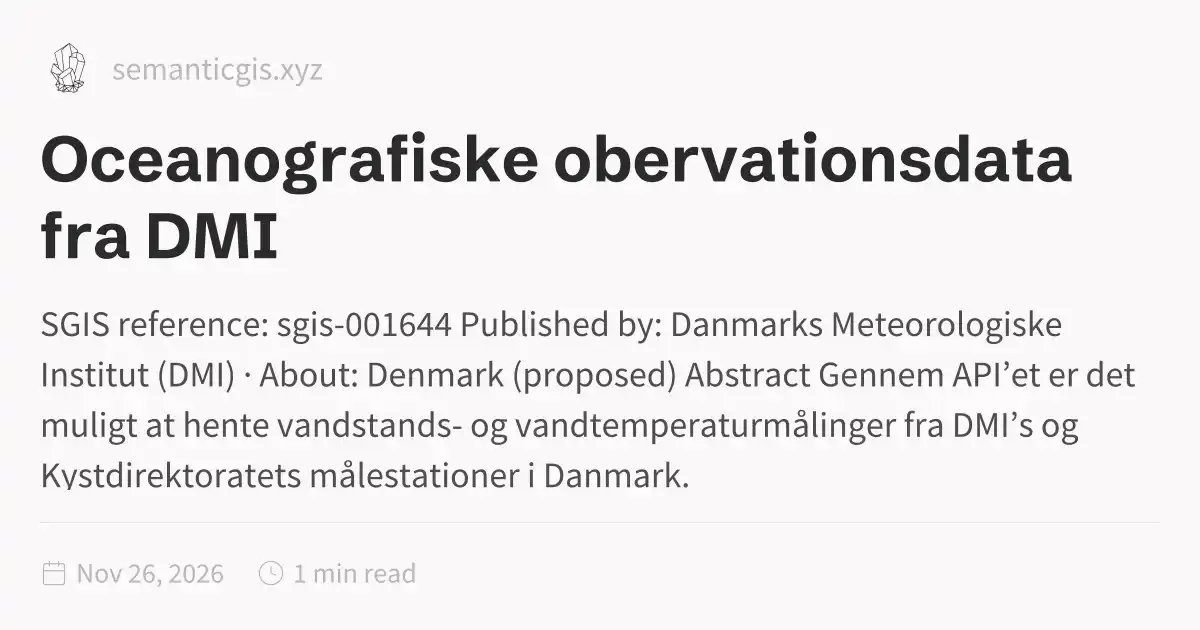 semanticgis.xyz
Oceanografiske obervationsdata
fra DMI
SGIS reference: sgis-001644 Published by: Danmarks Meteorologiske
Institut (DMI) · About: Denmark (proposed) Abstract Gennem API’et er det
muligt at hente vandstands- og vandtemperaturmålinger fra DMI’s og
Kystdirektoratets målestationer i Danmark.
Nov 26, 2026 1 min read